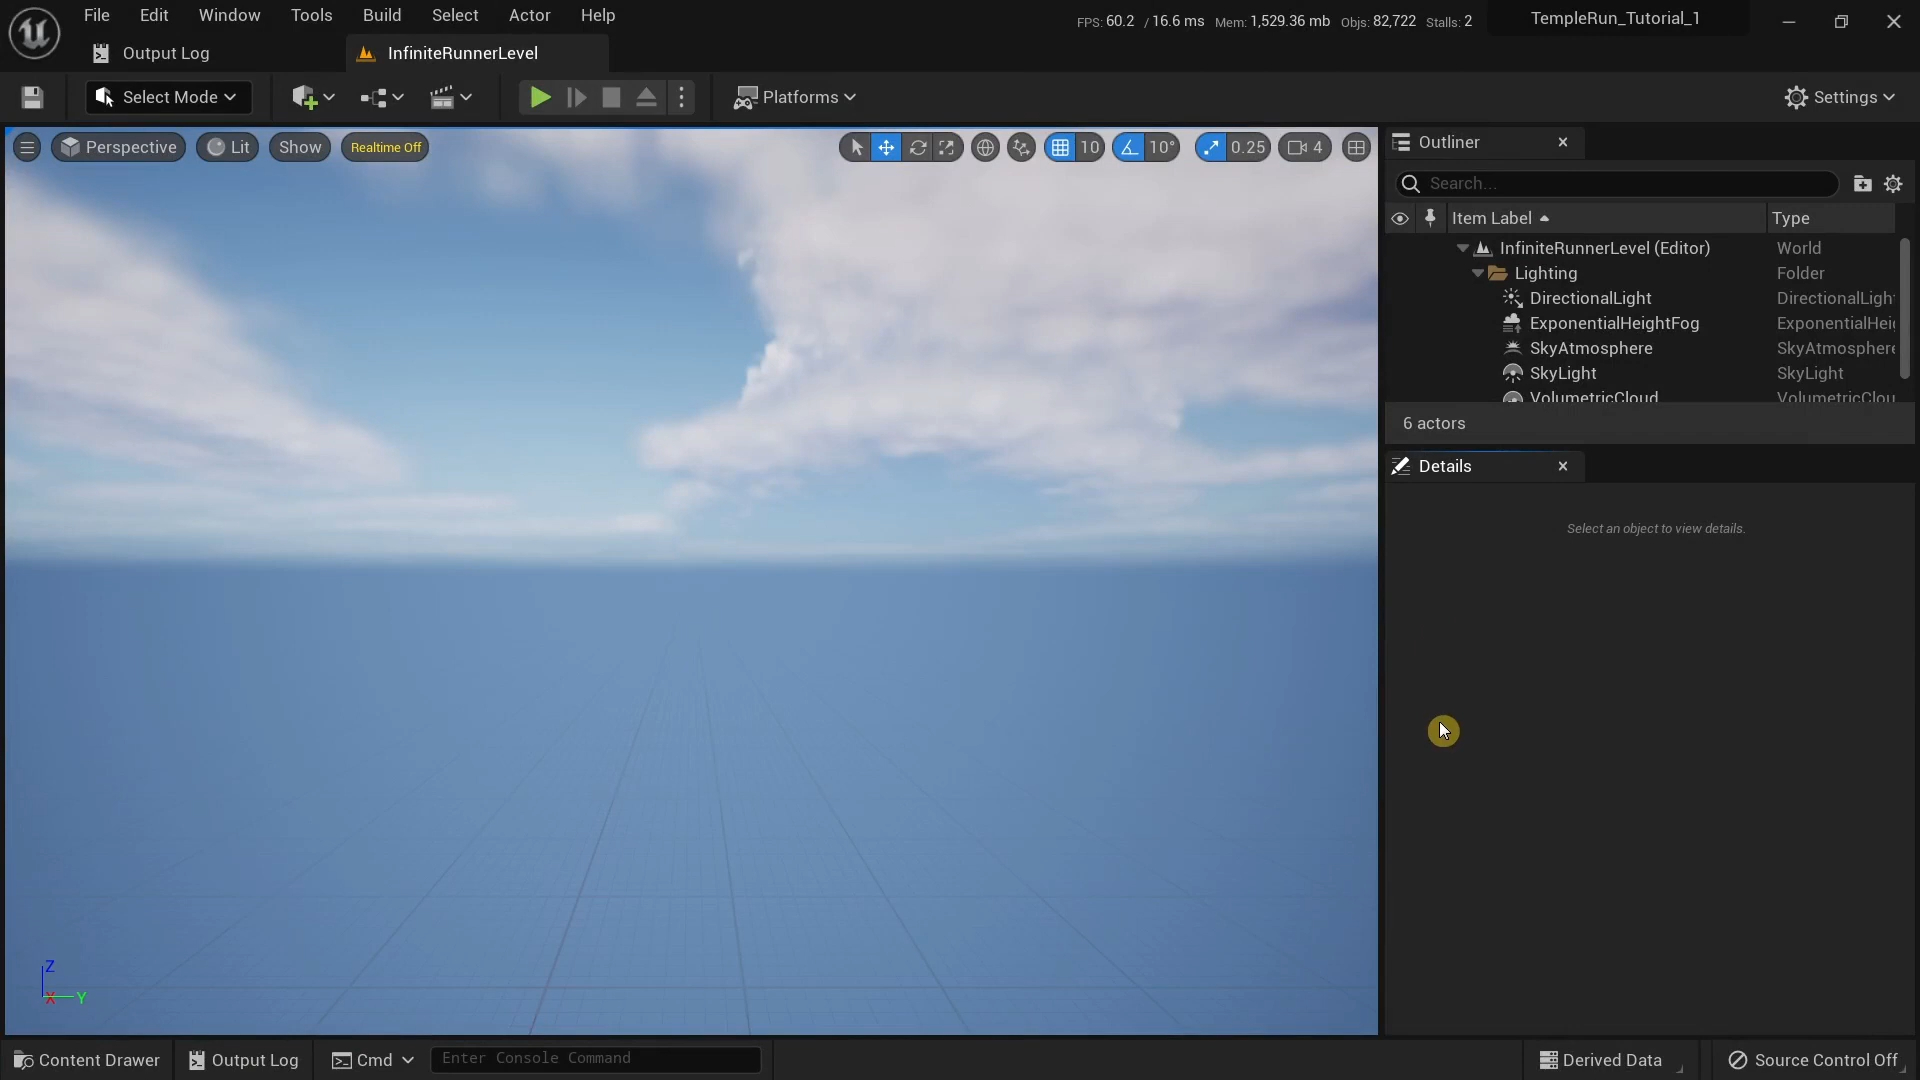 File Edit Window Tools Build Select Actor Help
FPS: 60.2 / 16.6 ms Mem: 1,529.36 mb Objs: 82,722 Stalls: 2
TempleRun_Tutorial_1
Output Log
InfiniteRunnerLevel
Select Mode
Platforms
Settings
Perspective
Lit
Show
Realtime Off
10
10°
0.25
4
Outliner
Search...
Item Label
Type
InfiniteRunnerLevel (Editor) World
Lighting Folder
DirectionalLight DirectionalLigh
ExponentialHeightFog ExponentialHei
SkyAtmosphere SkyAtmosphere
SkyLight SkyLight
VolumetricCloud VolumetricClou
6 actors
Details
Select an object to view details.
Z
X
Y
Content Drawer
Output Log
Cmd
Enter Console Command
Derived Data
Source Control Off